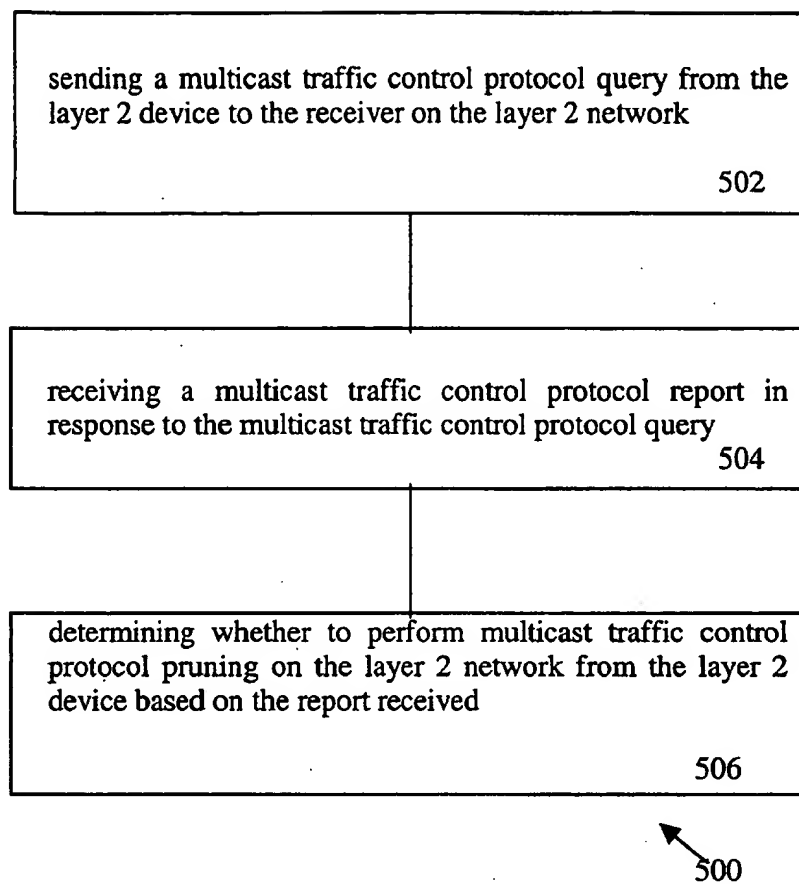 sending a multicast traffic control protocol query from the
layer 2 device to the receiver on the layer 2 network
502
receiving a multicast traffic control protocol report in
response to the multicast traffic control protocol query
504
determining whether to perform multicast traffic control
protocol pruning on the layer 2 network from the layer 2
device based on the report received
506
500